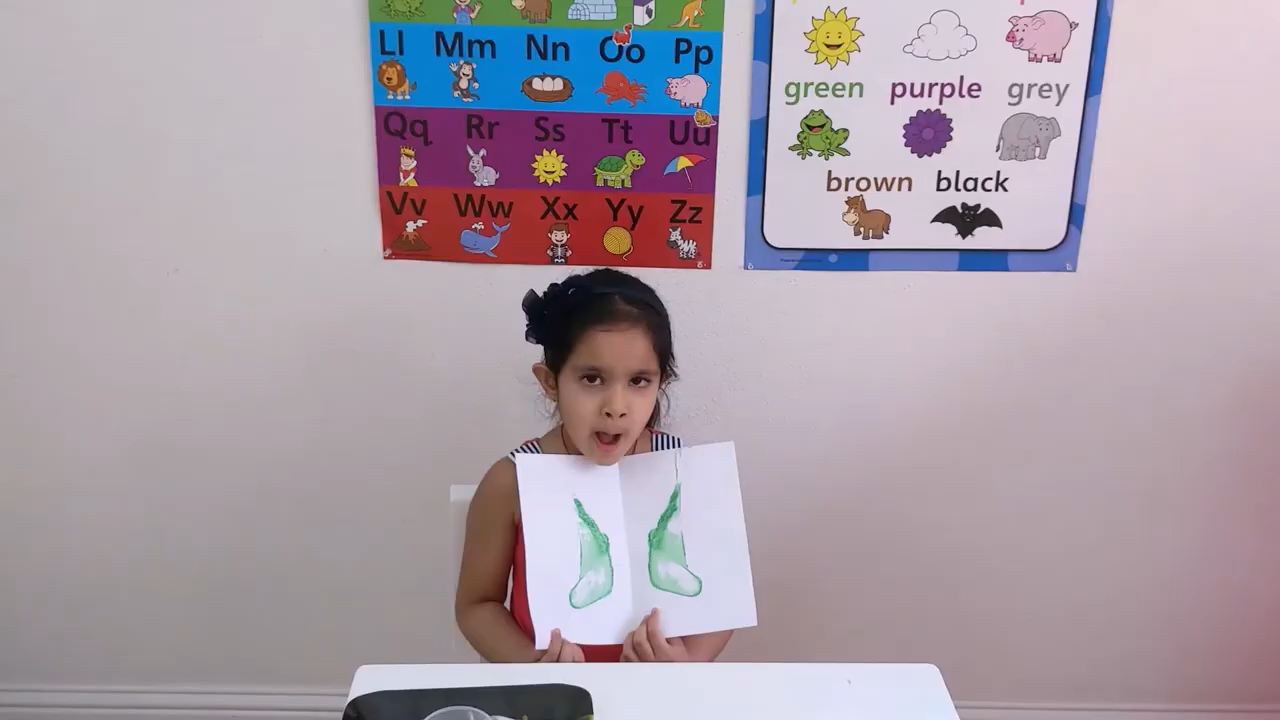 Ll Mm Nn Oo Pp
Qq Rr Ss Tt Uu
Vv Ww Xx Yy Zz
green purple grey
brown black